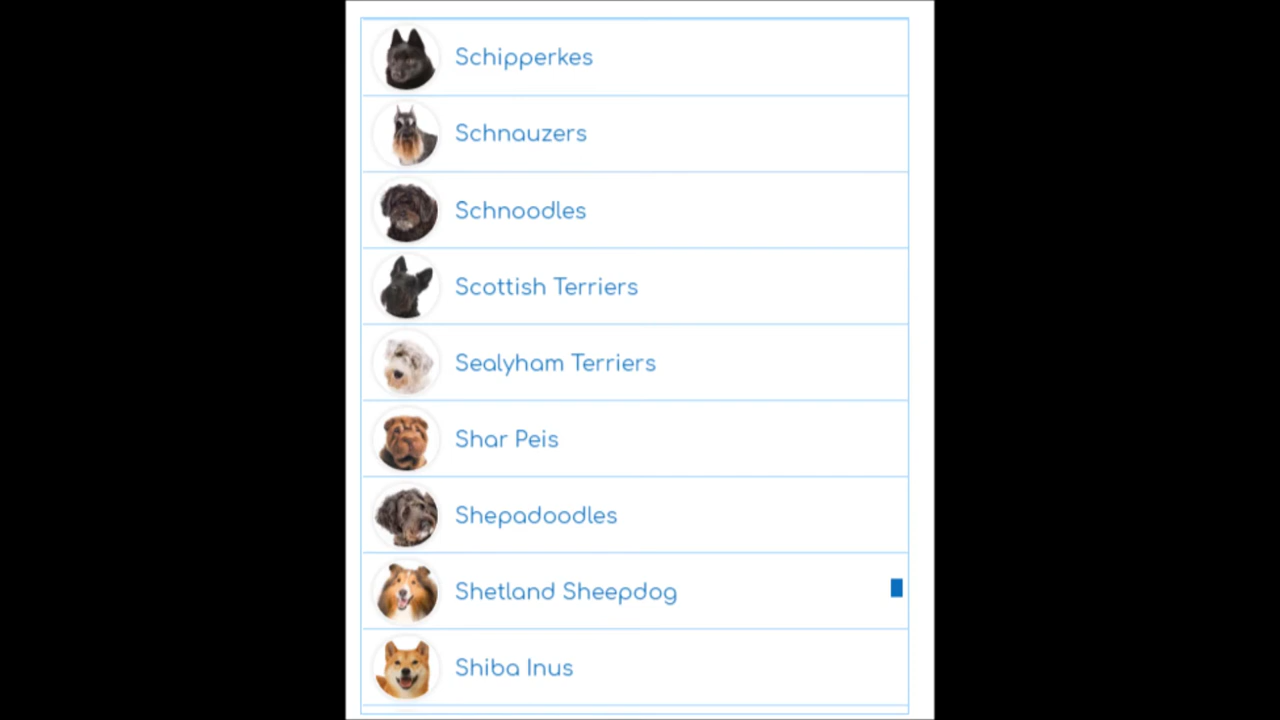 Schipperkes
Schnauzers
Schnoodles
Scottish Terriers
Sealyham Terriers
Shar Peis
Shepadoodles
Shetland Sheepdog
Shiba Inus